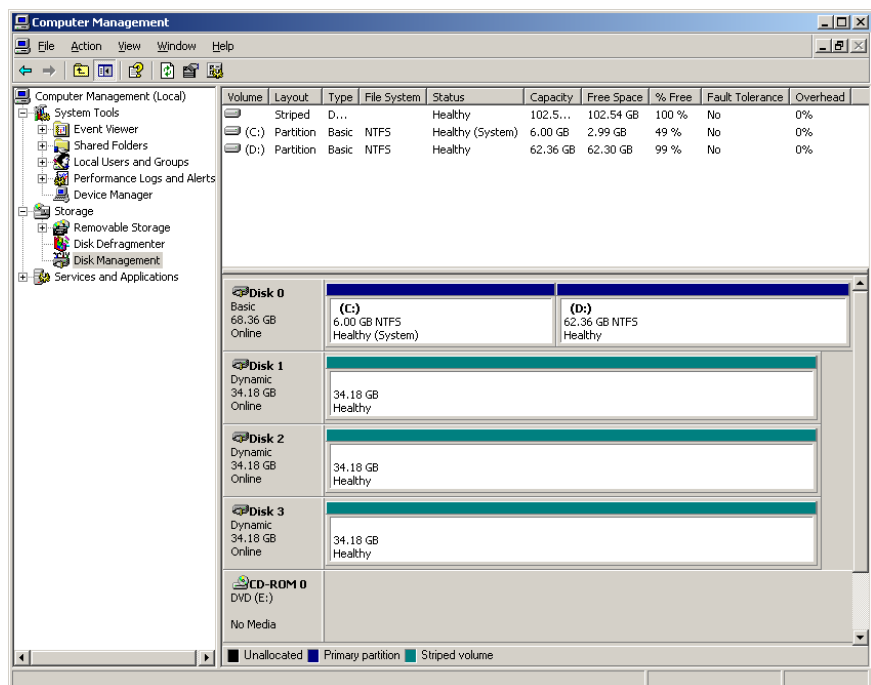 Computer Management
File Action View Window Help
Computer Management (Local)
System Tools
Event Viewer
Shared Folders
Local Users and Groups
Performance Logs and Alerts
Device Manager
Storage
Removable Storage
Disk Defragmenter
Disk Management
Services and Applications
Volume Layout Type File System Status Capacity Free Space % Free Fault Tolerance Overhead
Striped D... Healthy 102.5... 102.54 GB 100 % No 0%
(C:) Partition Basic NTFS Healthy (System) 6.00 GB 2.99 GB 49 % No 0%
(D:) Partition Basic NTFS Healthy 62.36 GB 62.30 GB 99 % No 0%
Disk 0
Basic
68.36 GB
Online
(C:)
6.00 GB NTFS
Healthy (System)
(D:)
62.36 GB NTFS
Healthy
Disk 1
Dynamic
34.18 GB
Online
34.18 GB
Healthy
Disk 2
Dynamic
34.18 GB
Online
34.18 GB
Healthy
Disk 3
Dynamic
34.18 GB
Online
34.18 GB
Healthy
CD-ROM 0
DVD (E:)
No Media
Unallocated Primary partition Striped volume